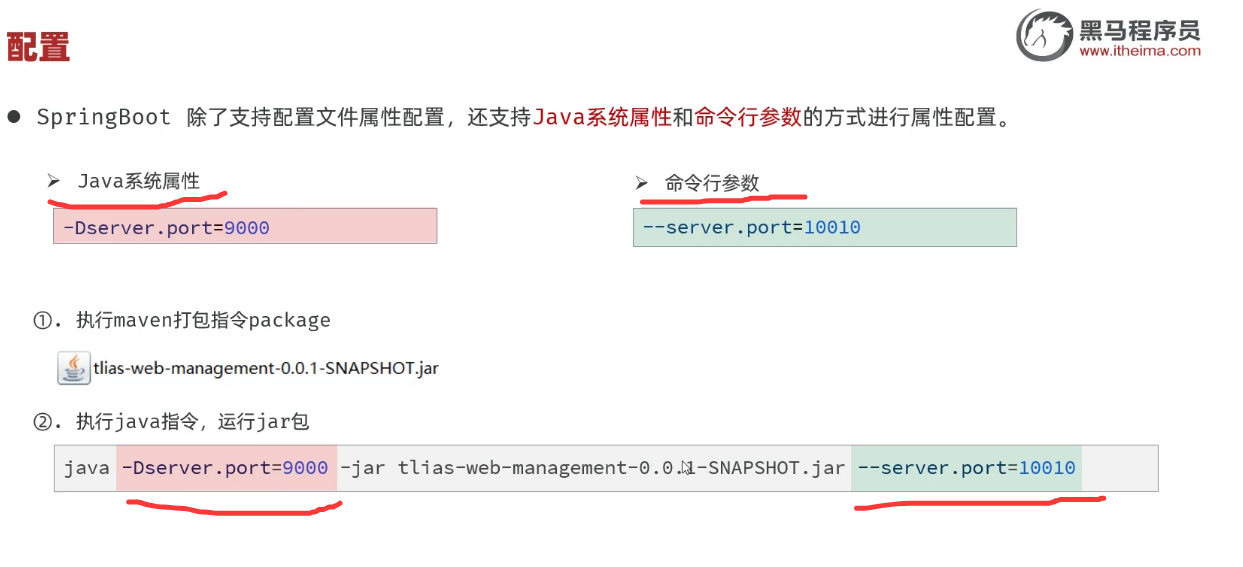 配置
黑马程序员
www.itheima.com
SpringBoot 除了支持配置文件属性配置，还支持Java系统属性和命令行参数的方式进行属性配置。
Java系统属性
命令行参数
-Dserver.port=9000
--server.port=10010
①. 执行maven打包指令package
tlias-web-management-0.0.1-SNAPSHOT.jar
②. 执行java指令，运行jar包
java -Dserver.port=9000 -jar tlias-web-management-0.0.1-SNAPSHOT.jar --server.port=10010